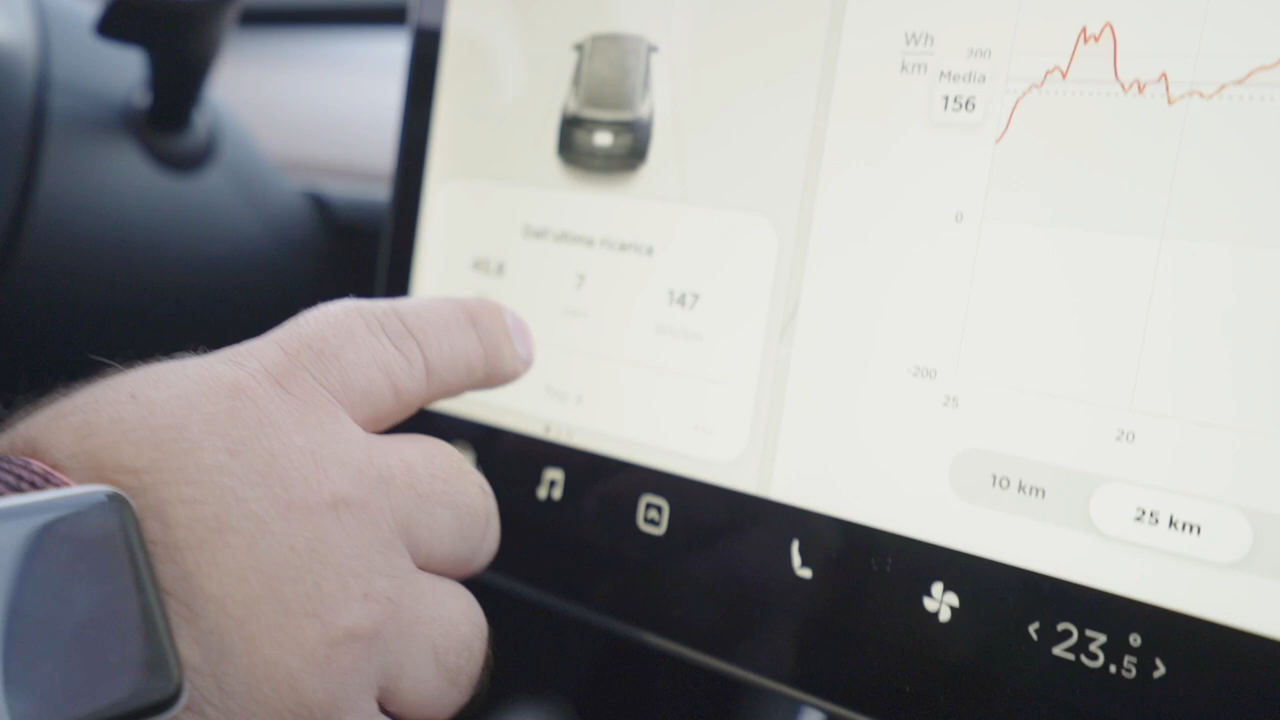 Wh
km
200
Media
156
0
-200
25
20
10 km
25 km
Dall'ultima ricarica
45,8
7
147
23.5°